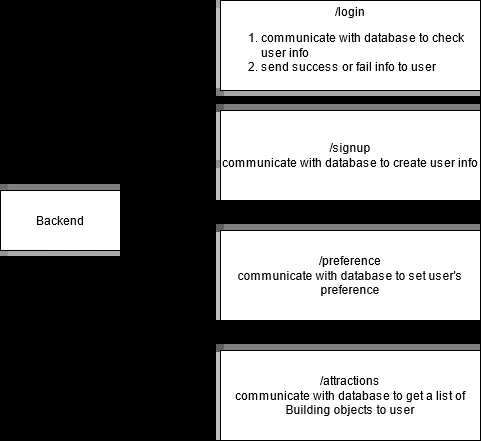 /login
1. communicate with database to check
user info
2. send success or fail info to user
/signup
communicate with database to create user info
Backend
/preference
communicate with database to set user's
preference
/attractions
communicate with database to get a list of
Building objects to user